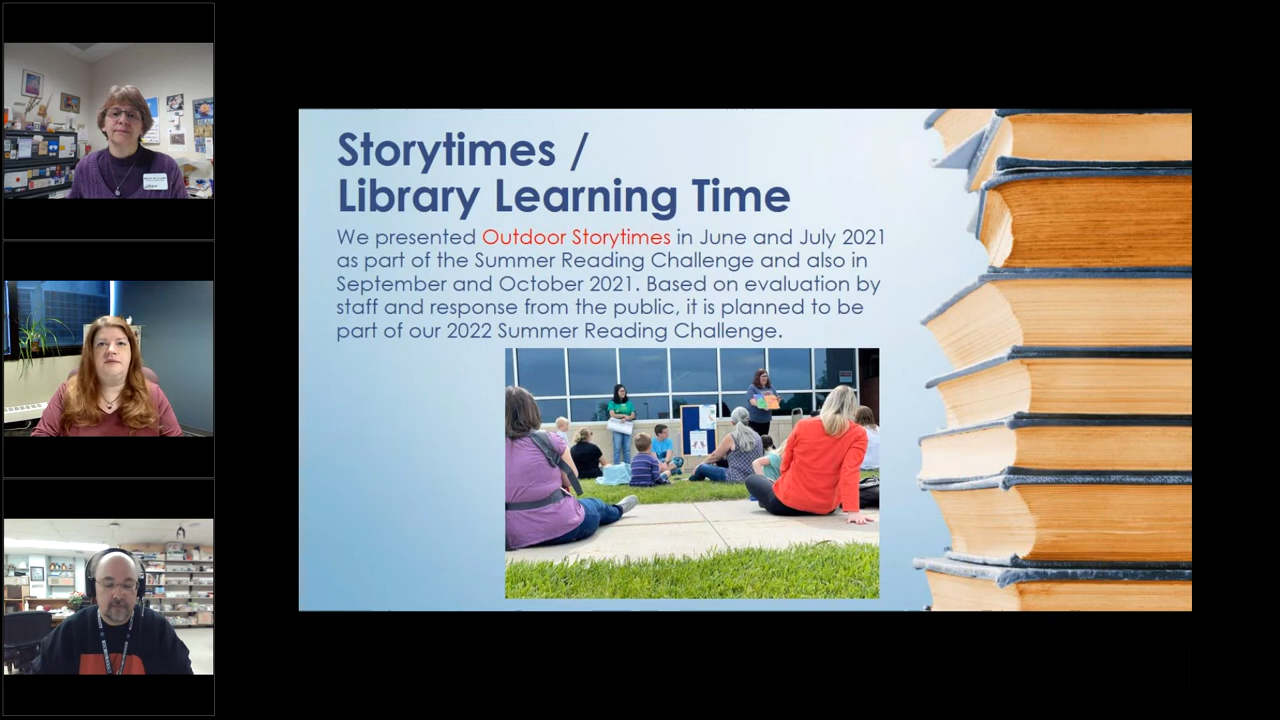 Storytimes /
Library Learning Time
We presented Outdoor Storytimes in June and July 2021
as part of the Summer Reading Challenge and also in
September and October 2021. Based on evaluation by
staff and response from the public, it is planned to be
part of our 2022 Summer Reading Challenge.